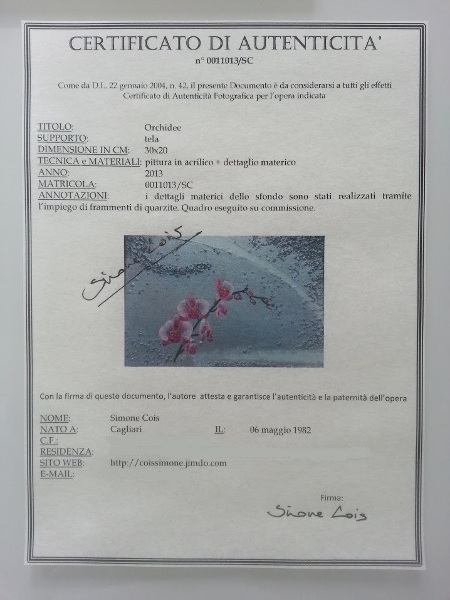 CERTIFICATO DI AUTENTICITA'
n° 0011013/SC
Come da D.L. 22 gennaio 2004, n. 42, il presente Documento è da considerarsi a tutti gli effetti
Certificato di Autenticità Fotografica per l'opera indicata
TITOLO: Orchidee
SUPPORTO: tela
DIMENSIONE IN CM: 30x20
TECNICA e MATERIALI: pittura in acrilico + dettaglio materico
ANNO: 2013
MATRICOLA: 0011013/SC
ANNOTAZIONI: i dettagli materici dello sfondo sono stati realizzati tramite
l'impiego di frammenti di quarzite. Quadro eseguito su commissione.
Simone Cois
Con la firma di questo documento, l'autore attesta e garantisce l'autenticità e la paternità dell'opera
NOME: Simone Cois
NATO A: Cagliari IL: 06 maggio 1982
C.F.:
RESIDENZA:
SITO WEB: http://coissimone.jimdo.com
E-MAIL:
Firma:
Simone Cois